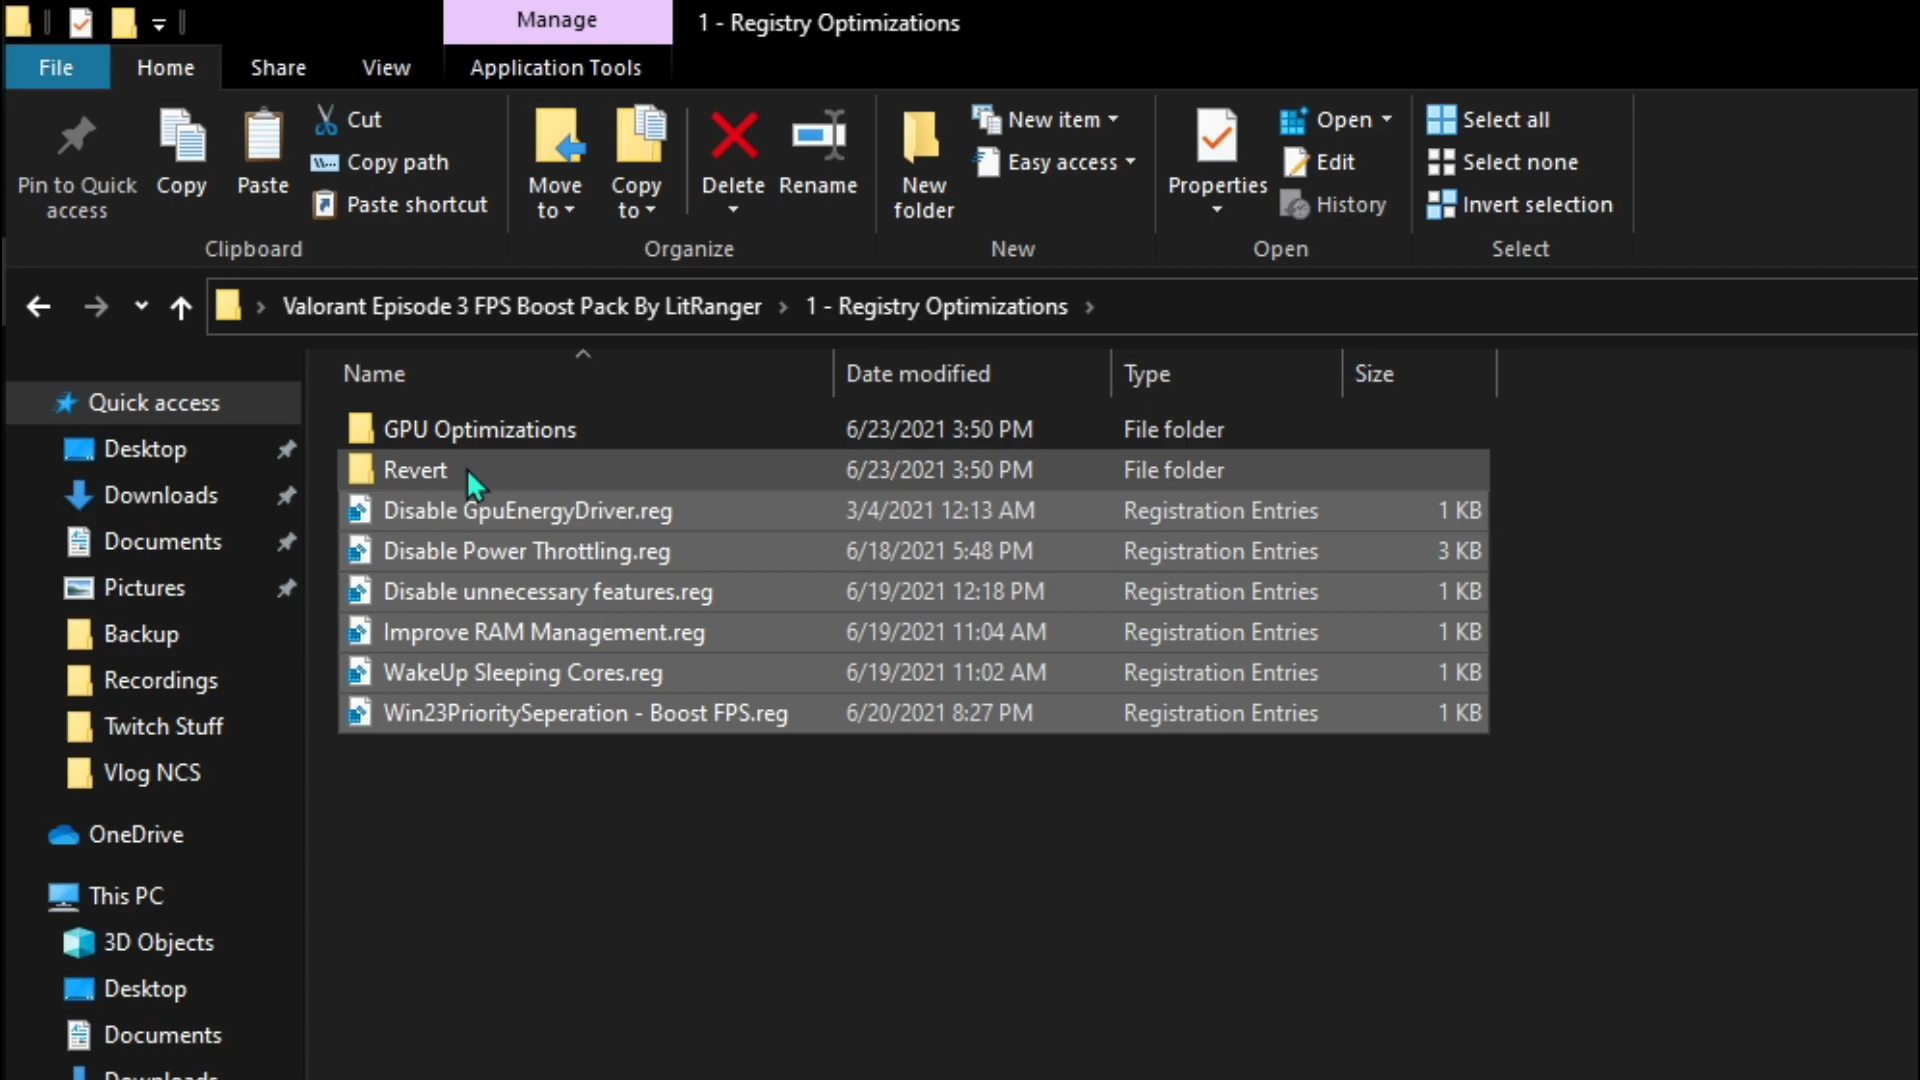 Manage
1 - Registry Optimizations
File
Home
Share
View
Application Tools
Pin to Quick
access
Copy
Paste
Cut
Copy path
Paste shortcut
Clipboard
Move
to
Copy
to
Delete
Rename
Organize
New
folder
New item
Easy access
New
Properties
Open
Edit
History
Open
Select all
Select none
Invert selection
Select
Valorant Episode 3 FPS Boost Pack By LitRanger
1 - Registry Optimizations
Name
Date modified
Type
Size
GPU Optimizations 6/23/2021 3:50 PM File folder
Revert 6/23/2021 3:50 PM File folder
Disable GpuEnergyDriver.reg 3/4/2021 12:13 AM Registration Entries 1 KB
Disable Power Throttling.reg 6/18/2021 5:48 PM Registration Entries 3 KB
Disable unnecessary features.reg 6/19/2021 12:18 PM Registration Entries 1 KB
Improve RAM Management.reg 6/19/2021 11:04 AM Registration Entries 1 KB
WakeUp Sleeping Cores.reg 6/19/2021 11:02 AM Registration Entries 1 KB
Win23PrioritySeperation - Boost FPS.reg 6/20/2021 8:27 PM Registration Entries 1 KB
Quick access
Desktop
Downloads
Documents
Pictures
Backup
Recordings
Twitch Stuff
Vlog NCS
OneDrive
This PC
3D Objects
Desktop
Documents
Downloads